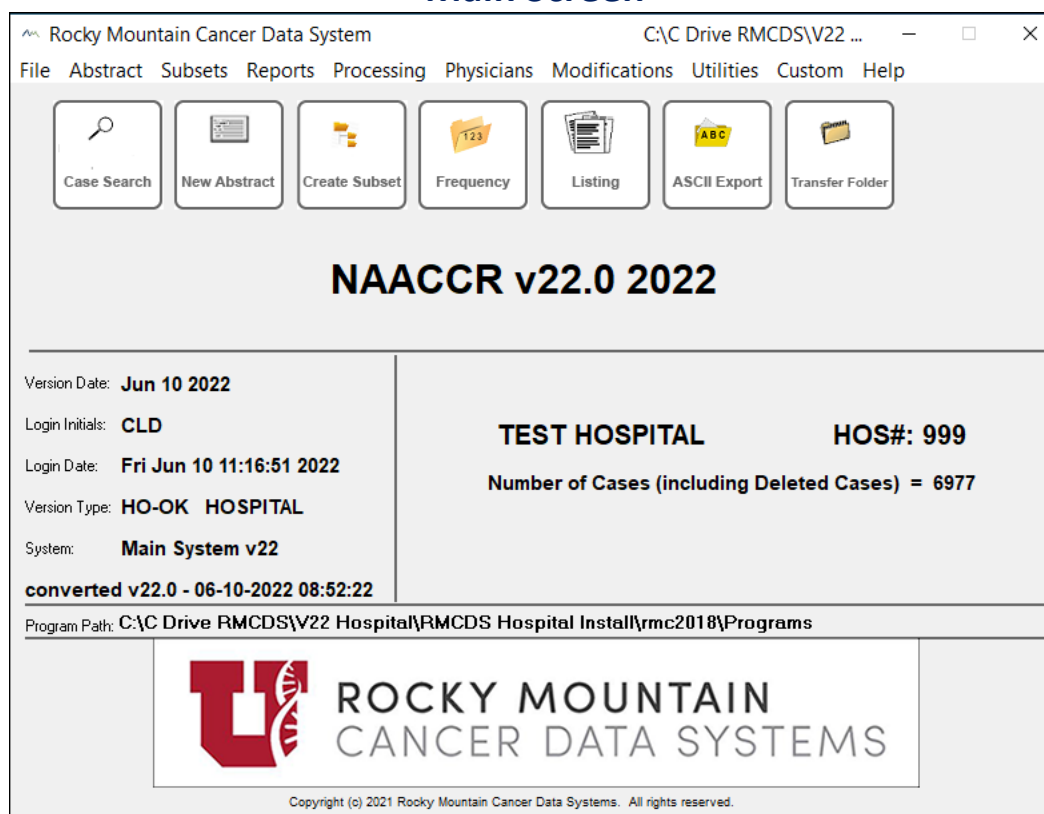 Main Screen
Rocky Mountain Cancer Data System C:\C Drive RMCDS\V22 ...
File Abstract Subsets Reports Processing Physicians Modifications Utilities Custom Help
Case Search New Abstract Create Subset Frequency Listing ASCII Export Transfer Folder
123
ABC
NAACCR v22.0 2022
Version Date: Jun 10 2022
Login Initials: CLD
Login Date: Fri Jun 10 11:16:51 2022
Version Type: HO-OK HOSPITAL
System: Main System v22
converted v22.0 - 06-10-2022 08:52:22
TEST HOSPITAL HOS#: 999
Number of Cases (including Deleted Cases) = 6977
Program Path: C:\C Drive RMCDS\V22 Hospital\RMCDS Hospital Install\rmc2018\Programs
U
ROCKY MOUNTAIN
CANCER DATA SYSTEMS
Copyright (c) 2021 Rocky Mountain Cancer Data Systems. All rights reserved.